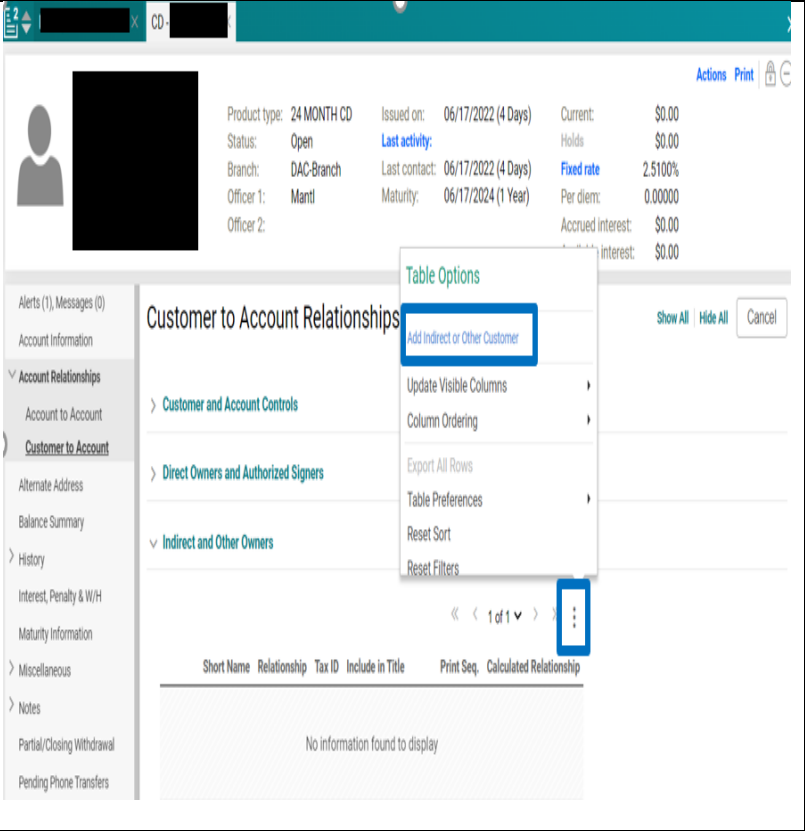 2
CD -
Actions Print
Product type: 24 MONTH CD Issued on: 06/17/2022 (4 Days) Current: $0.00
Status: Open Last activity: Holds $0.00
Branch: DAC-Branch Last contact: 06/17/2022 (4 Days) Fixed rate 2.5100%
Officer 1: Mantl Maturity: 06/17/2024 (1 Year) Per diem: 0.00000
Officer 2: Accrued interest: $0.00
interest: $0.00
Alerts (1), Messages (0)
Account Information
Account Relationships
Account to Account
Customer to Account
Alternate Address
Balance Summary
History
Interest, Penalty & W/H
Maturity Information
Miscellaneous
Notes
Partial/Closing Withdrawal
Pending Phone Transfers
Customer to Account Relationships
Show All Hide All Cancel
Customer and Account Controls
Direct Owners and Authorized Signers
Indirect and Other Owners
Table Options
Add Indirect or Other Customer
Update Visible Columns
Column Ordering
Export All Rows
Table Preferences
Reset Sort
Reset Filters
1 of 1
Short Name Relationship Tax ID Include in Title Print Seq. Calculated Relationship
No information found to display